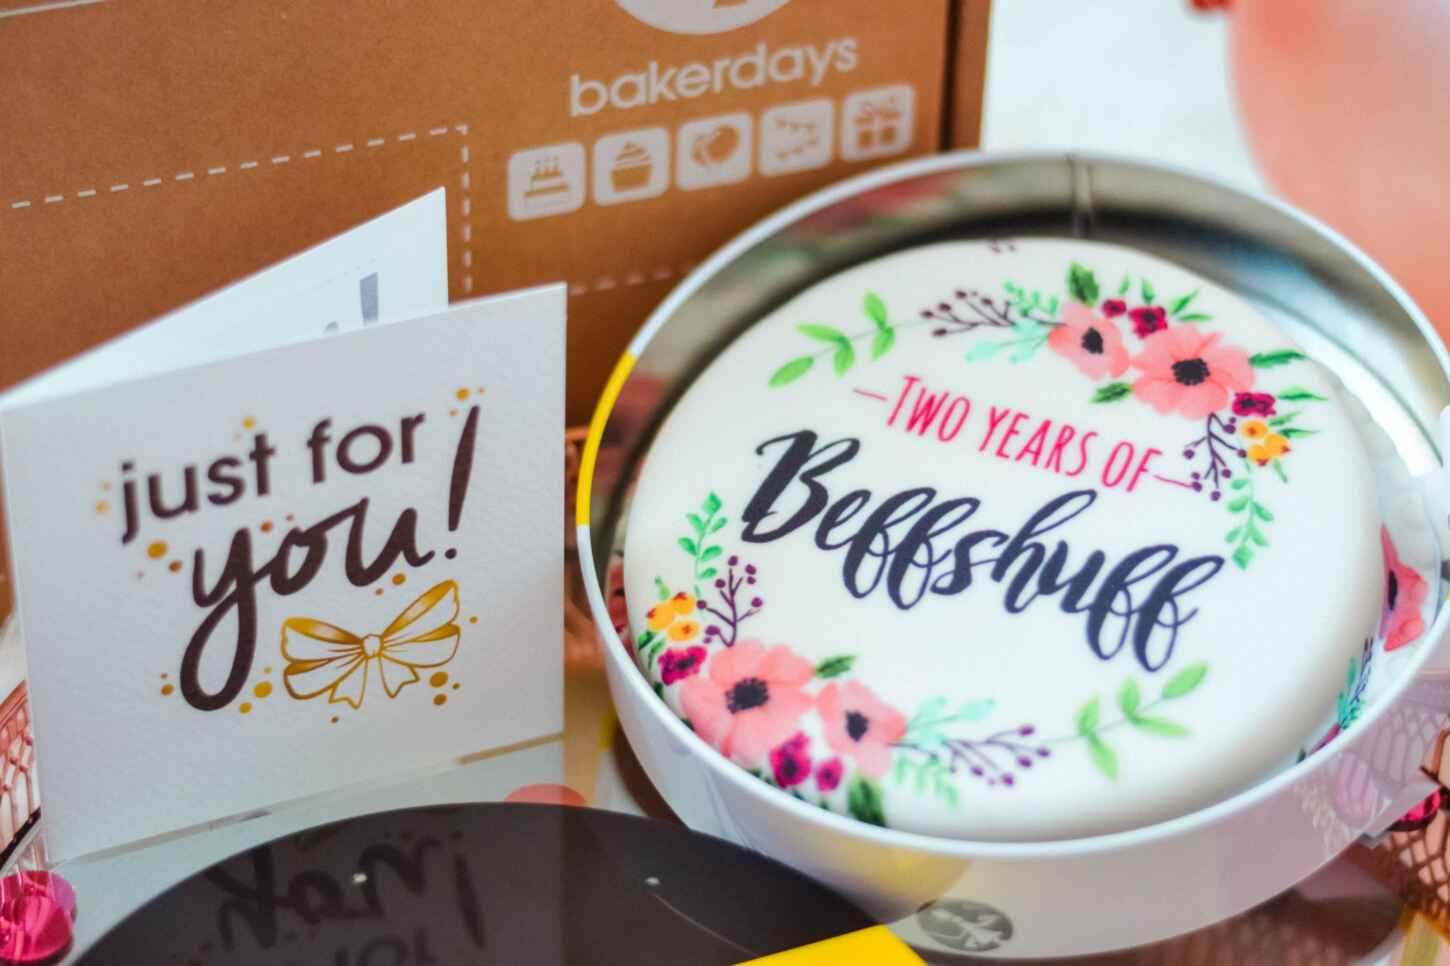 bakerdays
just for
you!
TWO YEARS OF
Beffshuff